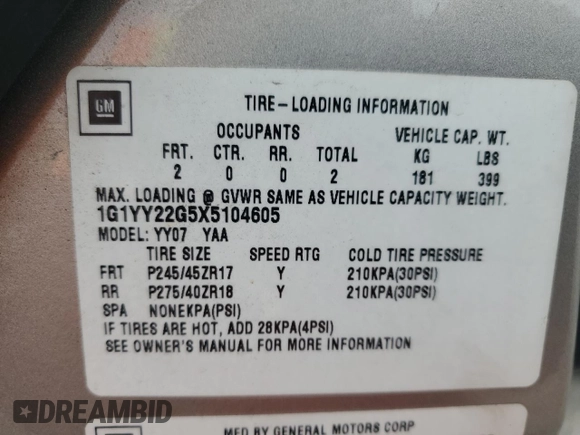 GM
TIRE-LOADING INFORMATION
OCCUPANTS VEHICLE CAP. WT.
FRT. CTR. RR. TOTAL KG LBS
2 0 0 2 181 399
MAX. LOADING @ GVWR SAME AS VEHICLE CAPACITY WEIGHT.
1G1YY22G5X5104605
MODEL: YY07 YAA
TIRE SIZE SPEED RTG COLD TIRE PRESSURE
FRT P245/45ZR17 Y 210KPA(30PSI)
RR P275/40ZR18 Y 210KPA(30PSI)
SPA NONEKPA(PSI)
IF TIRES ARE HOT, ADD 28KPA(4PSI)
SEE OWNER'S MANUAL FOR MORE INFORMATION
DREAMBID
MFD BY GENERAL MOTORS CORP